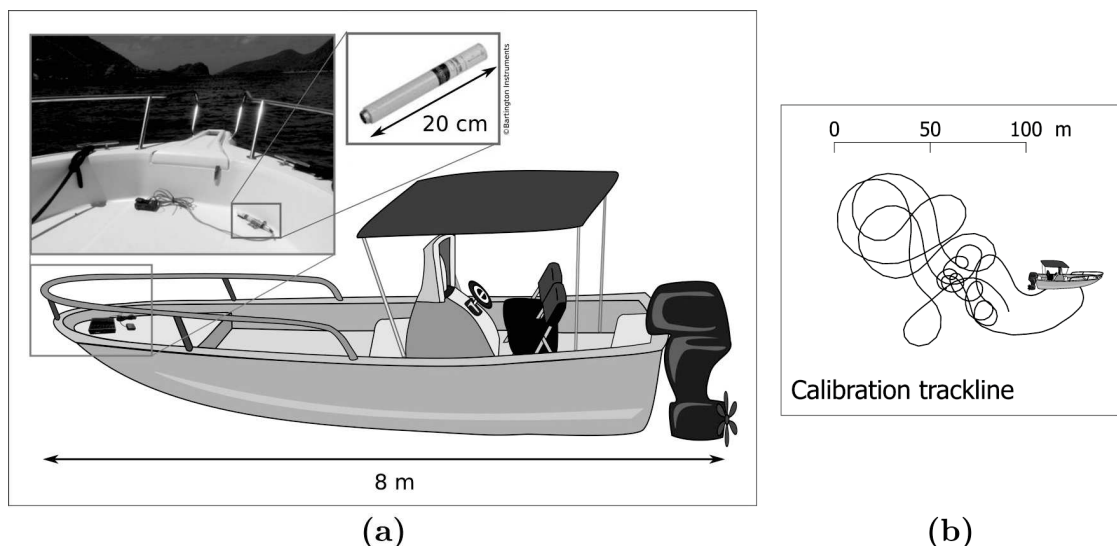 20 cm
©Bartington Instruments
8 m
(a)
0 50 100 m
Calibration trackline
(b)